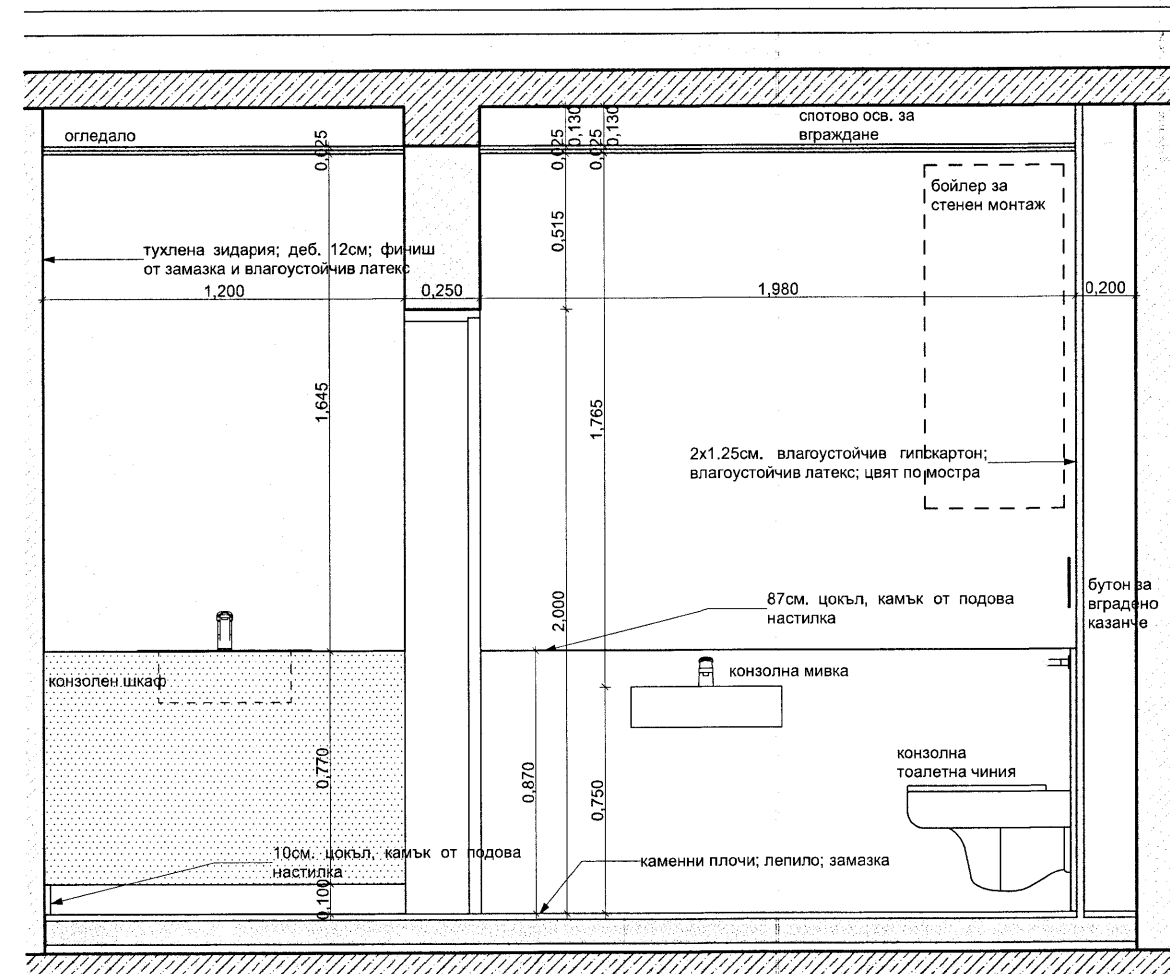 огледало
0,025
0,025
0,130
0,025
0,130
спотово осв. за
вграждане
бойлер за
стенен монтаж
0,515
тухлена зидария; деб. 12см; финиш
от замазка и влагоустойчив латекс
1,200
0,250
1,980
0,200
1,645
1,765
2х1.25см. влагоустойчив гипскартон;
влагоустойчив латекс; цвят по мостра
2,000
87см. цокъл, камък от подова
настилка
бутон за
вградено
казанче
конзолен шкаф
конзолна мивка
конзолна
тоалетна чиния
0,770
0,870
0,750
10см. цокъл, камък от подова
настилка
каменни плочи; лепило; замазка
0,100